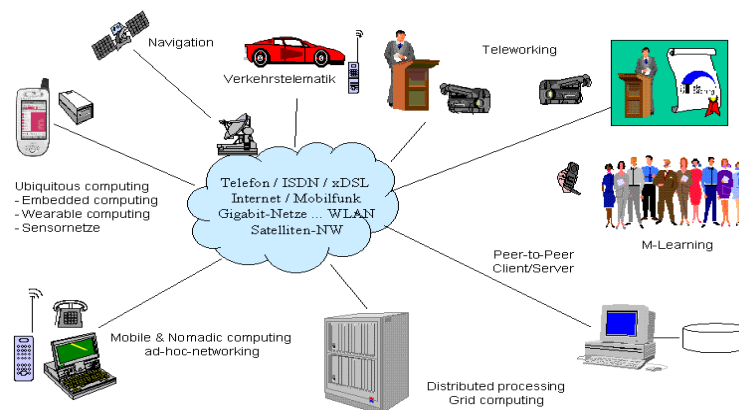 Navigation
Teleworking
Verkehrstelematik
Telefon / ISDN / xDSL
Internet / Mobilfunk
Gigabit-Netze ... WLAN
Satelliten-NW
Ubiquitous computing
- Embedded computing
- Wearable computing
- Sensornetze
M-Learning
Peer-to-Peer
Client/Server
Mobile & Nomadic computing
ad-hoc-networking
Distributed processing
Grid computing